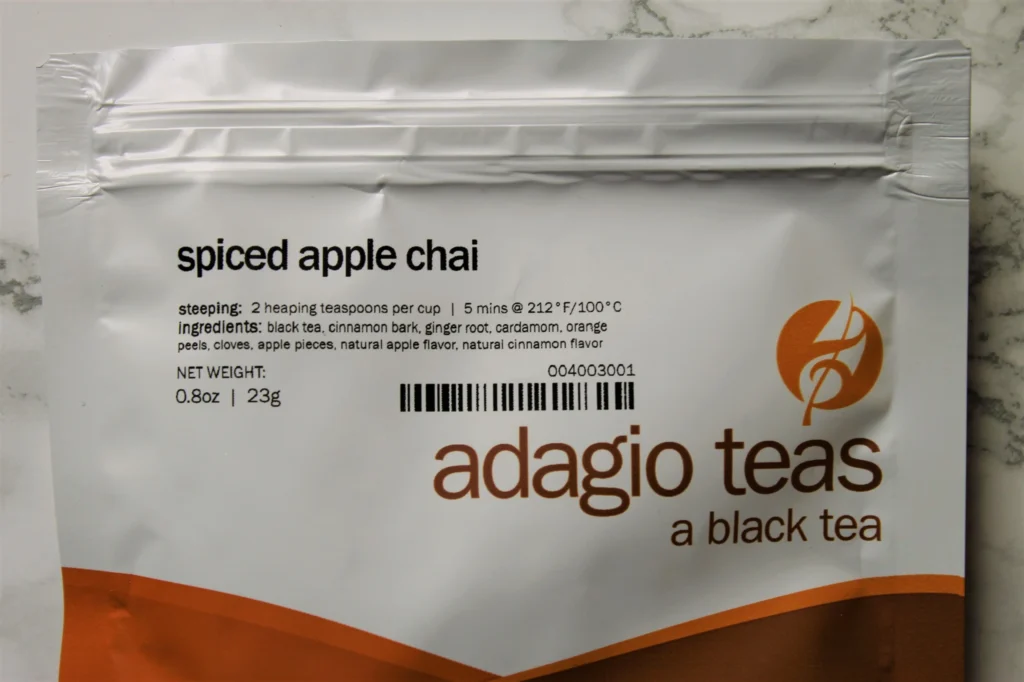 spiced apple chai
steeping: 2 heaping teaspoons per cup | 5 mins @ 212°F/100°C
ingredients: black tea, cinnamon bark, ginger root, cardamom, orange
peels, cloves, apple pieces, natural apple flavor, natural cinnamon flavor
NET WEIGHT:
0.8oz | 23g
004003001
adagio teas
a black tea